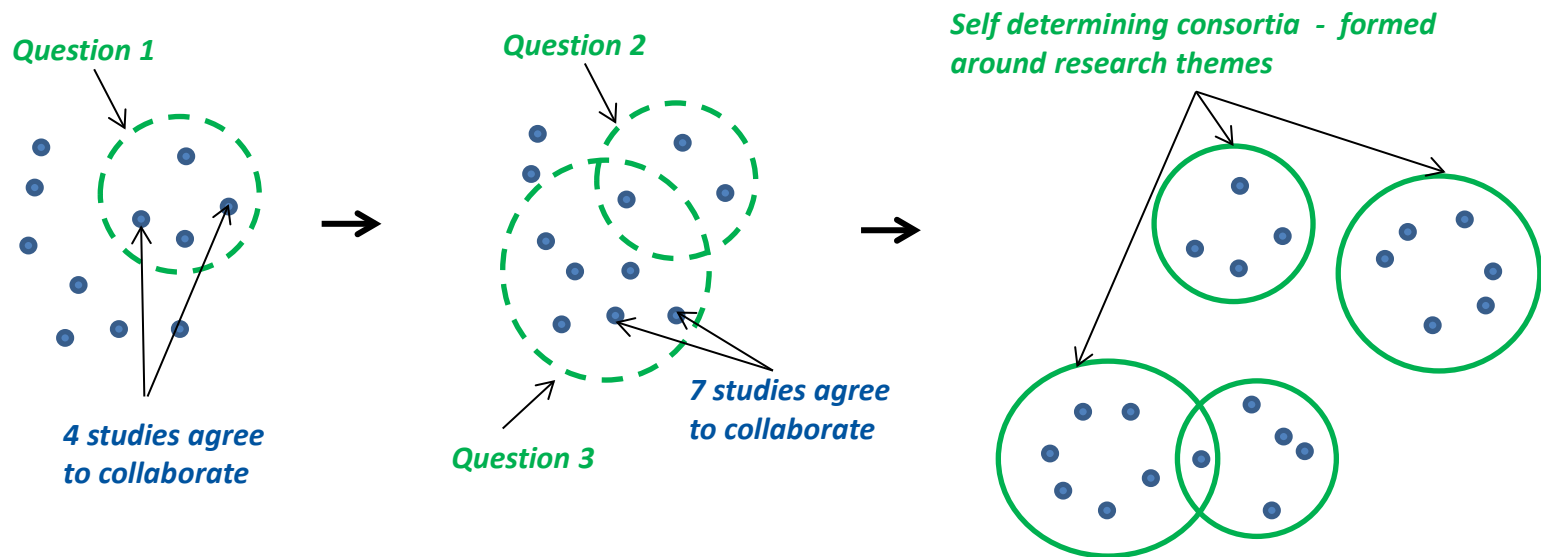 Question 1
4 studies agree
to collaborate
Question 2
7 studies agree
to collaborate
Question 3
Self determining consortia - formed
around research themes